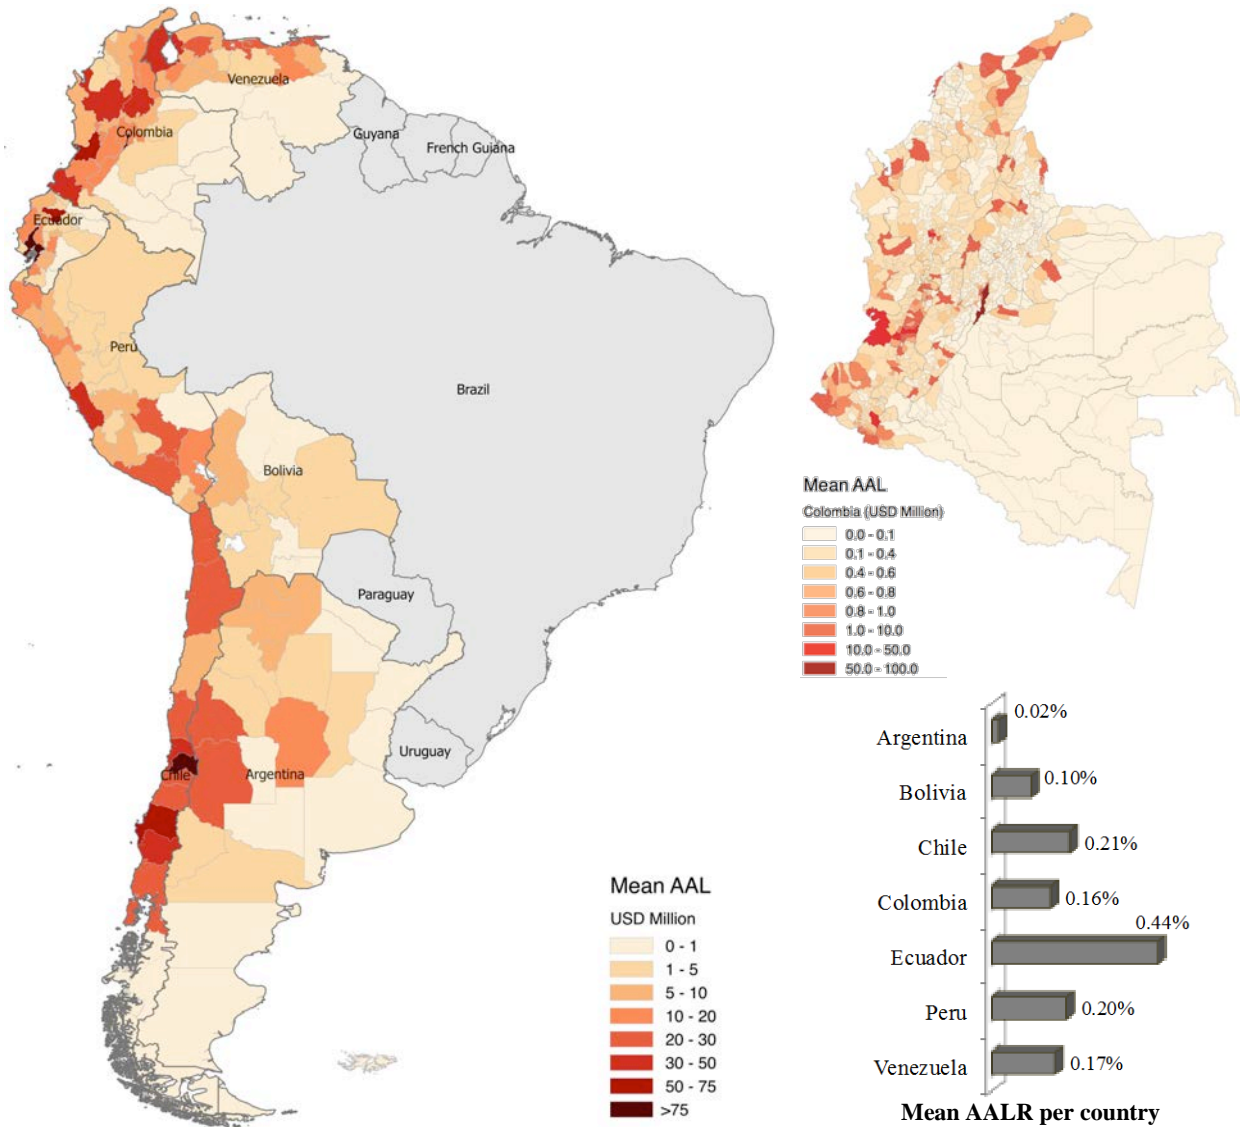 Venezuela
Guyana
French Guiana
Colombia
Ecuador
Peru
Brazil
Bolivia
Paraguay
Uruguay
Chile
Argentina
Mean AAL
USD Million
0 - 1
1 - 5
5 - 10
10 - 20
20 - 30
30 - 50
50 - 75
>75
Mean AAL
Colombia (USD Million)
0.0 - 0.1
0.1 - 0.4
0.4 - 0.6
0.6 - 0.8
0.8 - 1.0
1.0 - 10.0
10.0 - 50.0
50.0 - 100.0
Argentina 0.02%
Bolivia 0.10%
Chile 0.21%
Colombia 0.16%
Ecuador 0.44%
Peru 0.20%
Venezuela 0.17%
Mean AALR per country